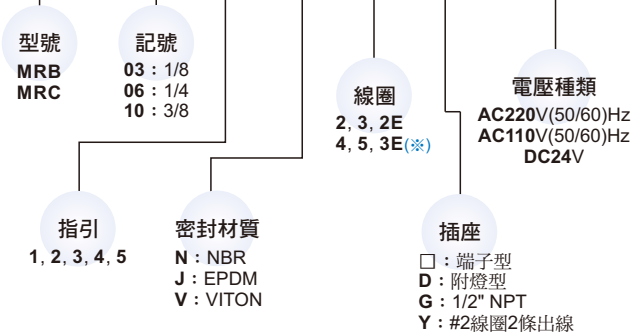 型號
MRB
MRC
記號
03：1/8
06：1/4
10：3/8
線圈
2, 3, 2E
4, 5, 3E(※)
電壓種類
AC220V(50/60)Hz
AC110V(50/60)Hz
DC24V
指引
1, 2, 3, 4, 5
密封材質
N：NBR
J：EPDM
V：VITON
插座
□：端子型
D：附燈型
G：1/2" NPT
Y：#2線圈2條出線